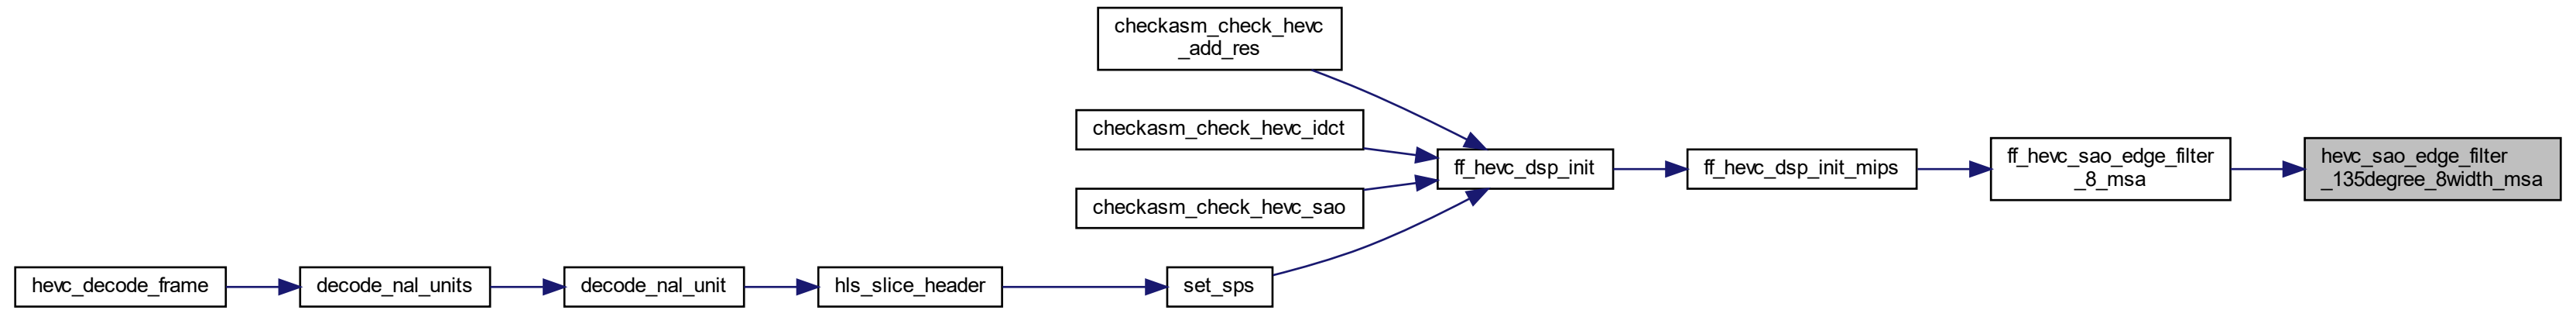 checkasm_check_hevc
_add_res
checkasm_check_hevc_idct
checkasm_check_hevc_sao
ff_hevc_dsp_init
ff_hevc_dsp_init_mips
ff_hevc_sao_edge_filter
_8_msa
hevc_sao_edge_filter
_135degree_8width_msa
hevc_decode_frame
decode_nal_units
decode_nal_unit
hls_slice_header
set_sps